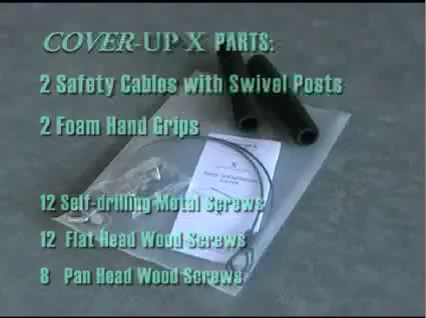 COVER-UP-X PARTS:
2 Safety Cables with Swivel Posts
2 Foam Hand Grips
12 Self-drilling Metal Screws
12 Flat Head Wood Screws
8 Pan Head Wood Screws